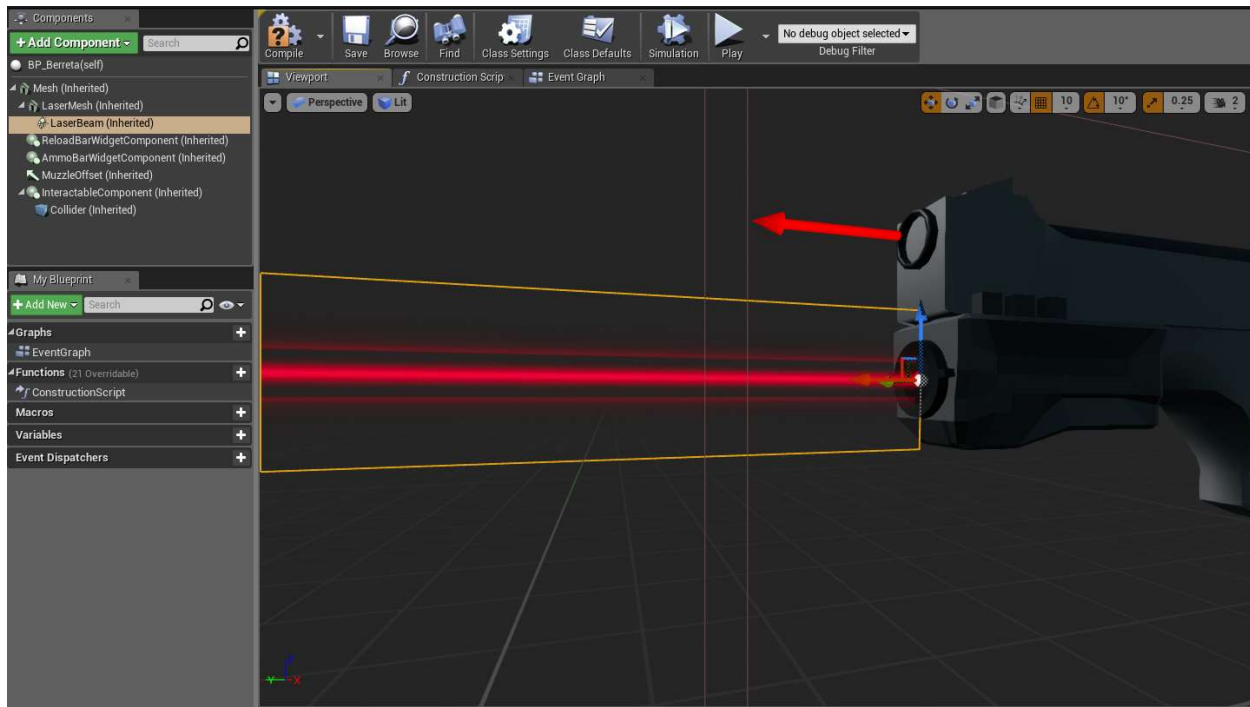 Components
+Add Component
Search
BP_Berreta(self)
Mesh (Inherited)
LaserMesh (Inherited)
LaserBeam (Inherited)
ReloadBarWidgetComponent (Inherited)
AmmoBarWidgetComponent (Inherited)
MuzzleOffset (Inherited)
InteractableComponent (Inherited)
Collider (Inherited)
My Blueprint
+Add New
Search
Graphs
EventGraph
Functions (21 Overridable)
ConstructionScript
Macros
Variables
Event Dispatchers
Compile
Save
Browse
Find
Class Settings
Class Defaults
Simulation
Play
No debug object selected
Debug Filter
Viewport
Construction Scrip
Event Graph
Perspective
Lit
10
10°
0.25
2
Y
X